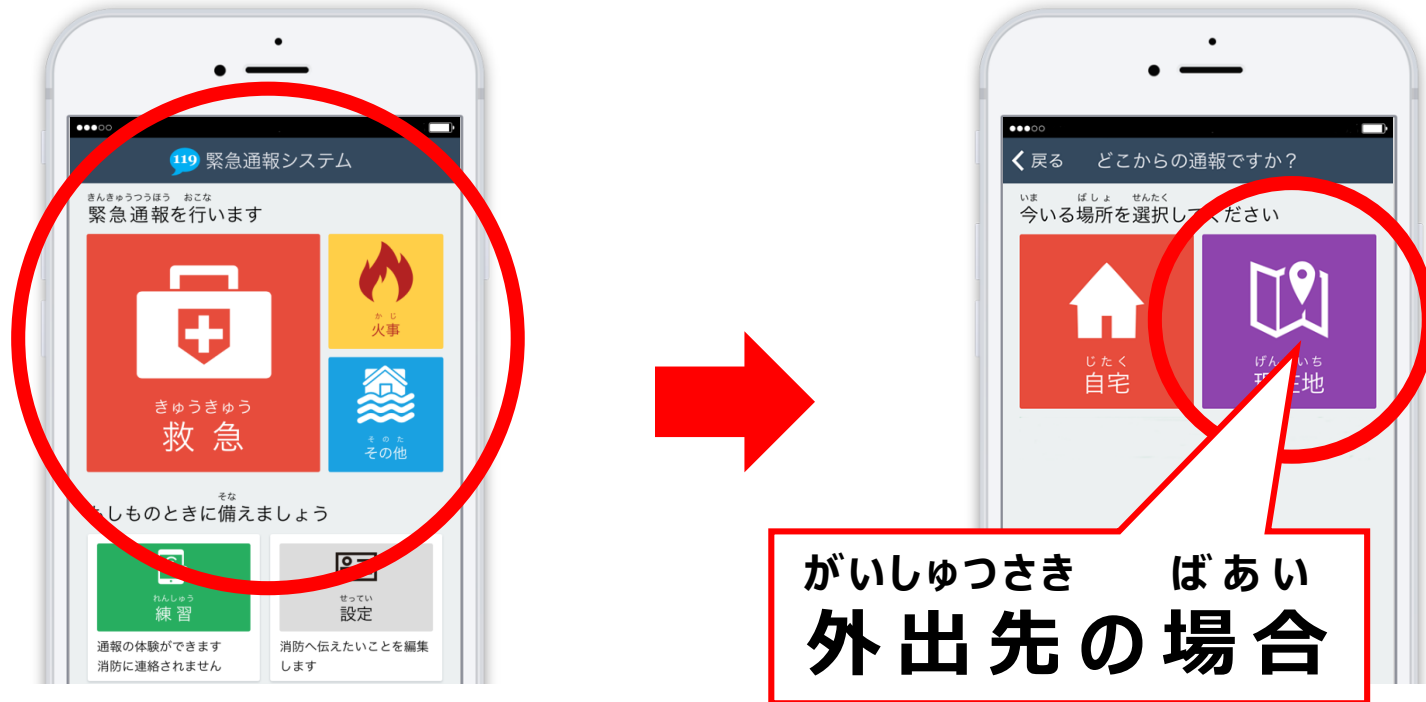 119 緊急通報システム
きんきゅうつうほう おこな
緊急通報を行います
きゅうきゅう
救急
かじ
火事
そのた
その他
そな
しものときに備えましょう
れんしゅう
練習
通報の体験ができます
消防に連絡されません
せってい
設定
消防へ伝えたいことを編集
します
戻る どこからの通報ですか？
いま ばしょ せんたく
今いる場所を選択してください
じたく
自宅
げん いち
地
がいしゅつさき ばあい
外出先の場合